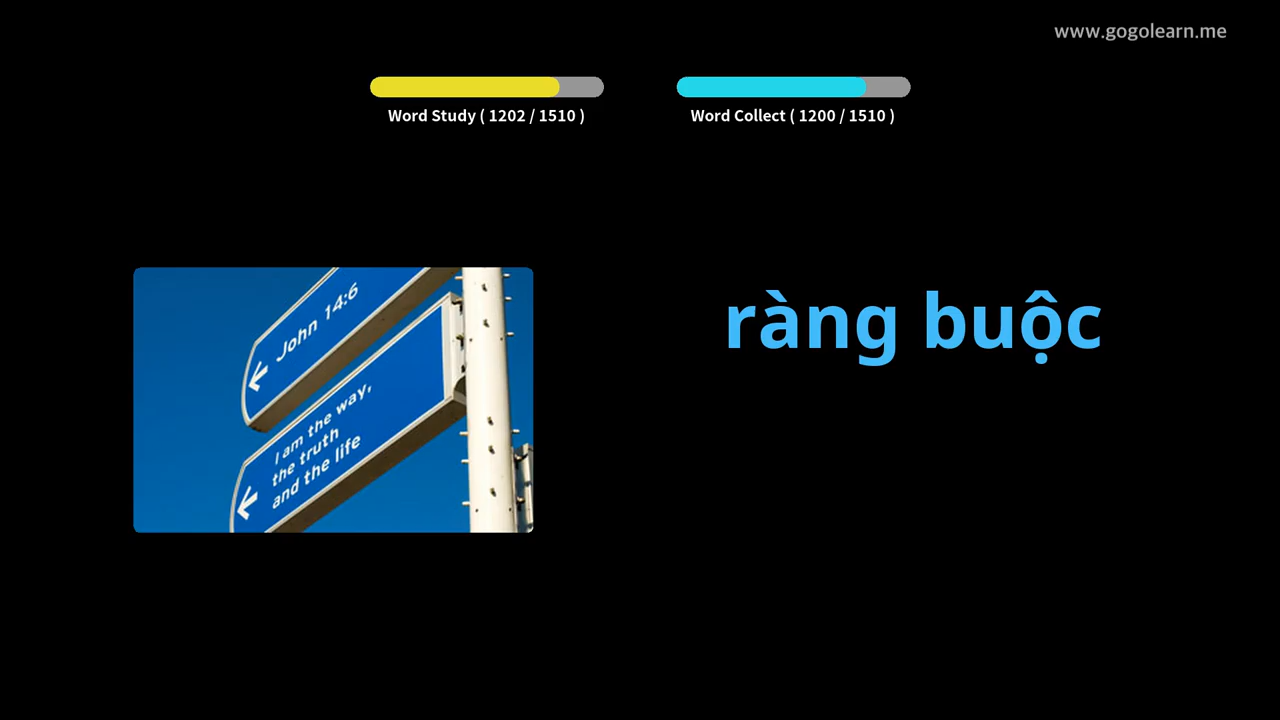 www.gogolearn.me
Word Study ( 1202 / 1510 )
Word Collect ( 1200 / 1510 )
John 14:6
I am the way,
the truth
and the life
ràng buộc